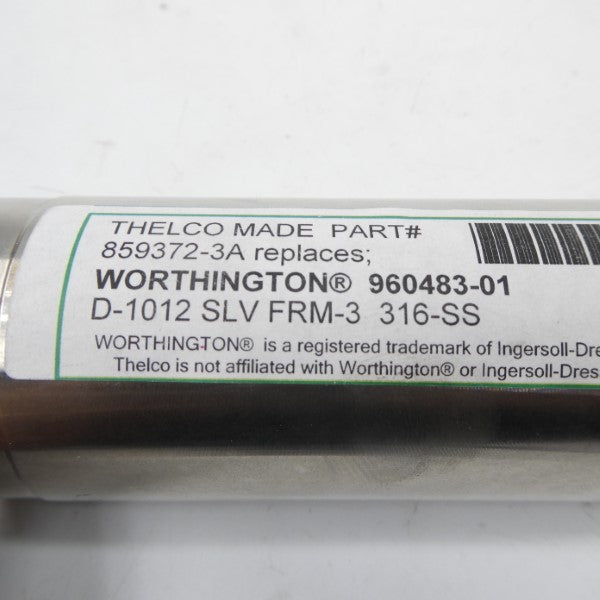 THELCO MADE PART#
859372-3A replaces;
WORTHINGTON® 960483-01
D-1012 SLV FRM-3 316-SS
WORTHINGTON® is a registered trademark of Ingersoll-Dre
Thelco is not affiliated with Worthington® or Ingersoll-Dres